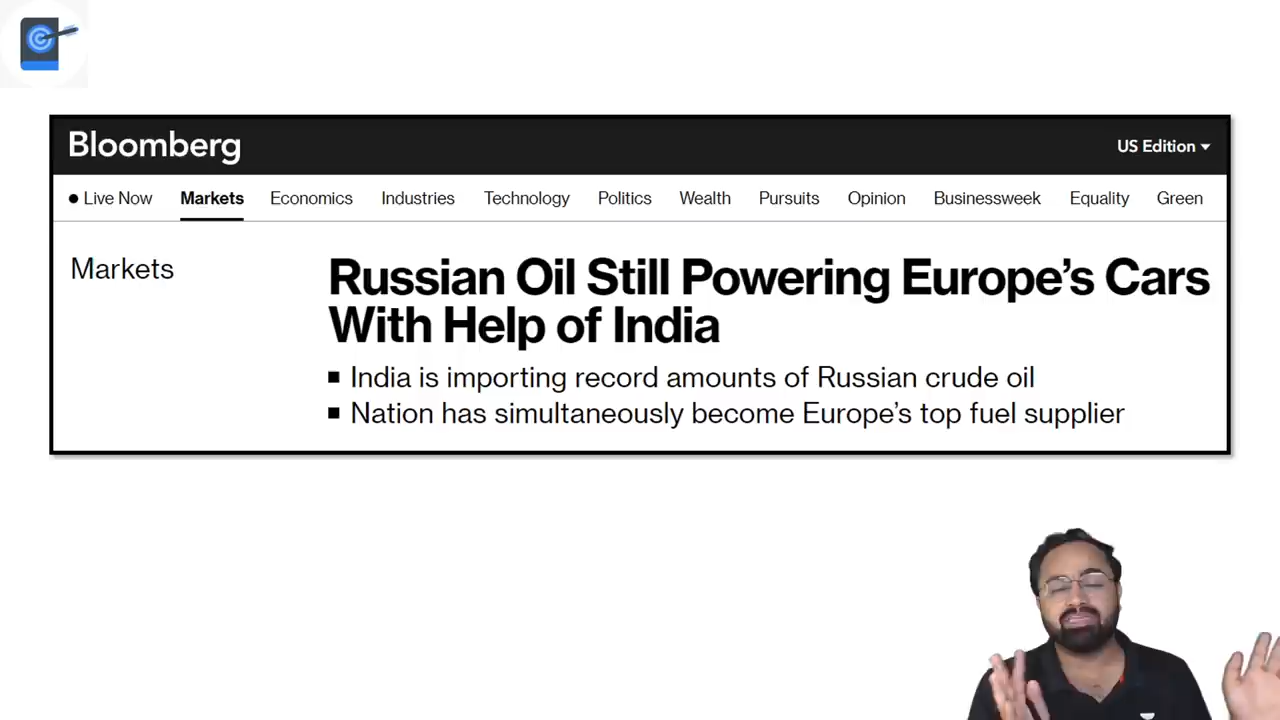 Bloomberg
US Edition
Live Now Markets Economics Industries Technology Politics Wealth Pursuits Opinion Businessweek Equality Green
Markets
Russian Oil Still Powering Europe’s Cars
With Help of India
India is importing record amounts of Russian crude oil
Nation has simultaneously become Europe’s top fuel supplier